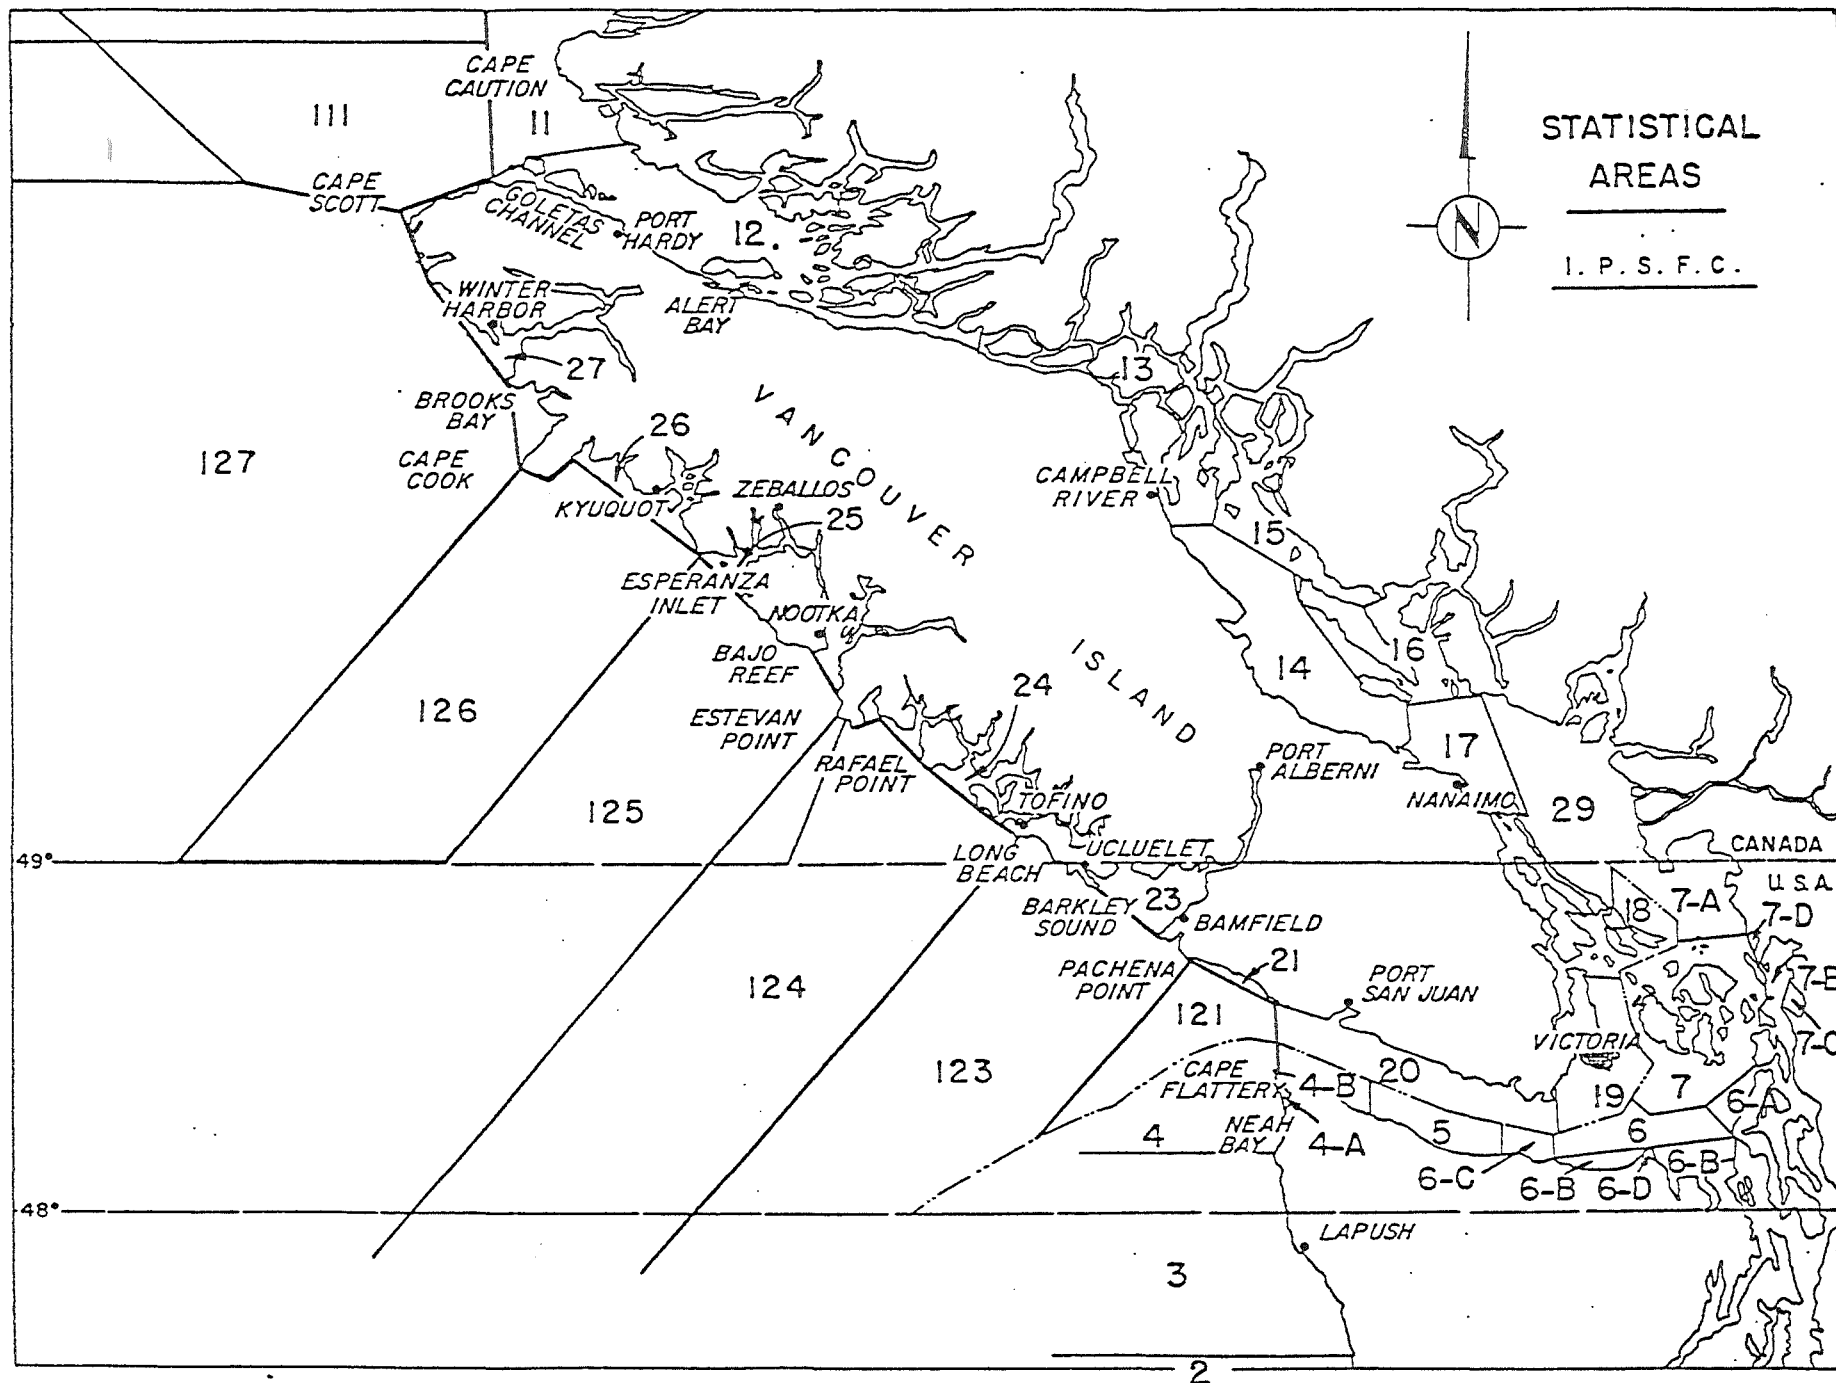 STATISTICAL
AREAS
I. P. S. F. C.
N
CAPE
CAUTION
111
11
CAPE
SCOTT
GOLETAS
CHANNEL
PORT
HARDY
12.
WINTER
HARBOR
ALERT
BAY
27
13
BROOKS
BAY
VANCOUVER
ISLAND
26
127
CAPE
COOK
KYUQUOT
ZEBALLOS
25
CAMPBELL
RIVER
15
ESPERANZA
INLET
NOOTKA
BAJO
REEF
16
14
24
126
ESTEVAN
POINT
RAFAEL
POINT
PORT
ALBERNI
17
NANAIMO
29
125
TOFINO
49°
LONG
BEACH
UCLUELET
CANADA
U.S.A.
BARKLEY
SOUND
23
BAMFIELD
18
7-A
7-D
124
PACHENA
POINT
21
PORT
SAN JUAN
7-B
121
VICTORIA
7-C
123
CAPE
FLATTERY
4-B
20
19
7
6-A
4
NEAH
BAY
4-A
5
6
6-C
6-B
6-D
6-B
48°
LAPUSH
3
2